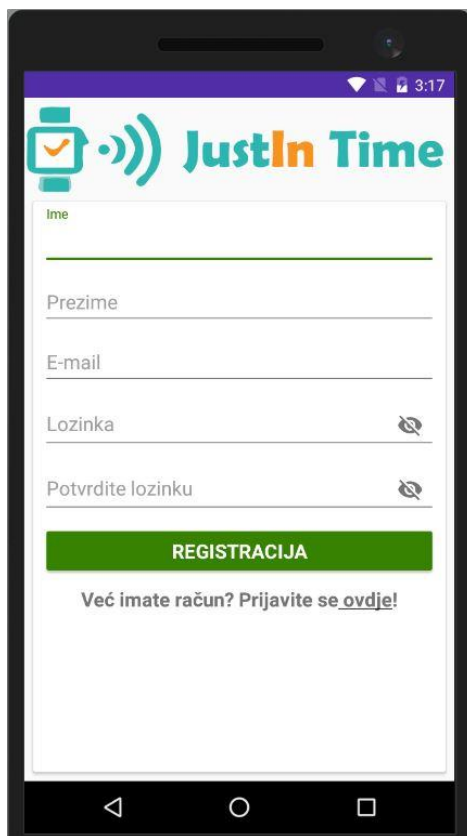 3:17
JustIn Time
Ime
Prezime
E-mail
Lozinka
Potvrdite lozinku
REGISTRACIJA
Već imate račun? Prijavite se ovdje!